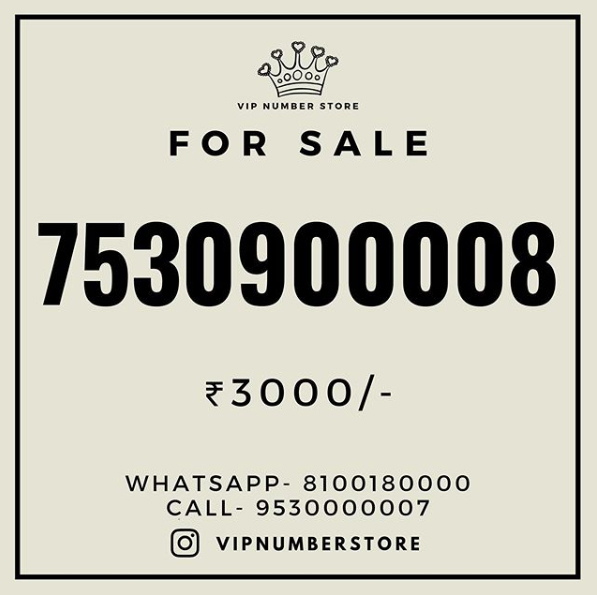 VIP NUMBER STORE
FOR SALE
7530900008
₹3000/-
WHATSAPP- 8100180000
CALL- 9530000007
VIPNUMBERSTORE